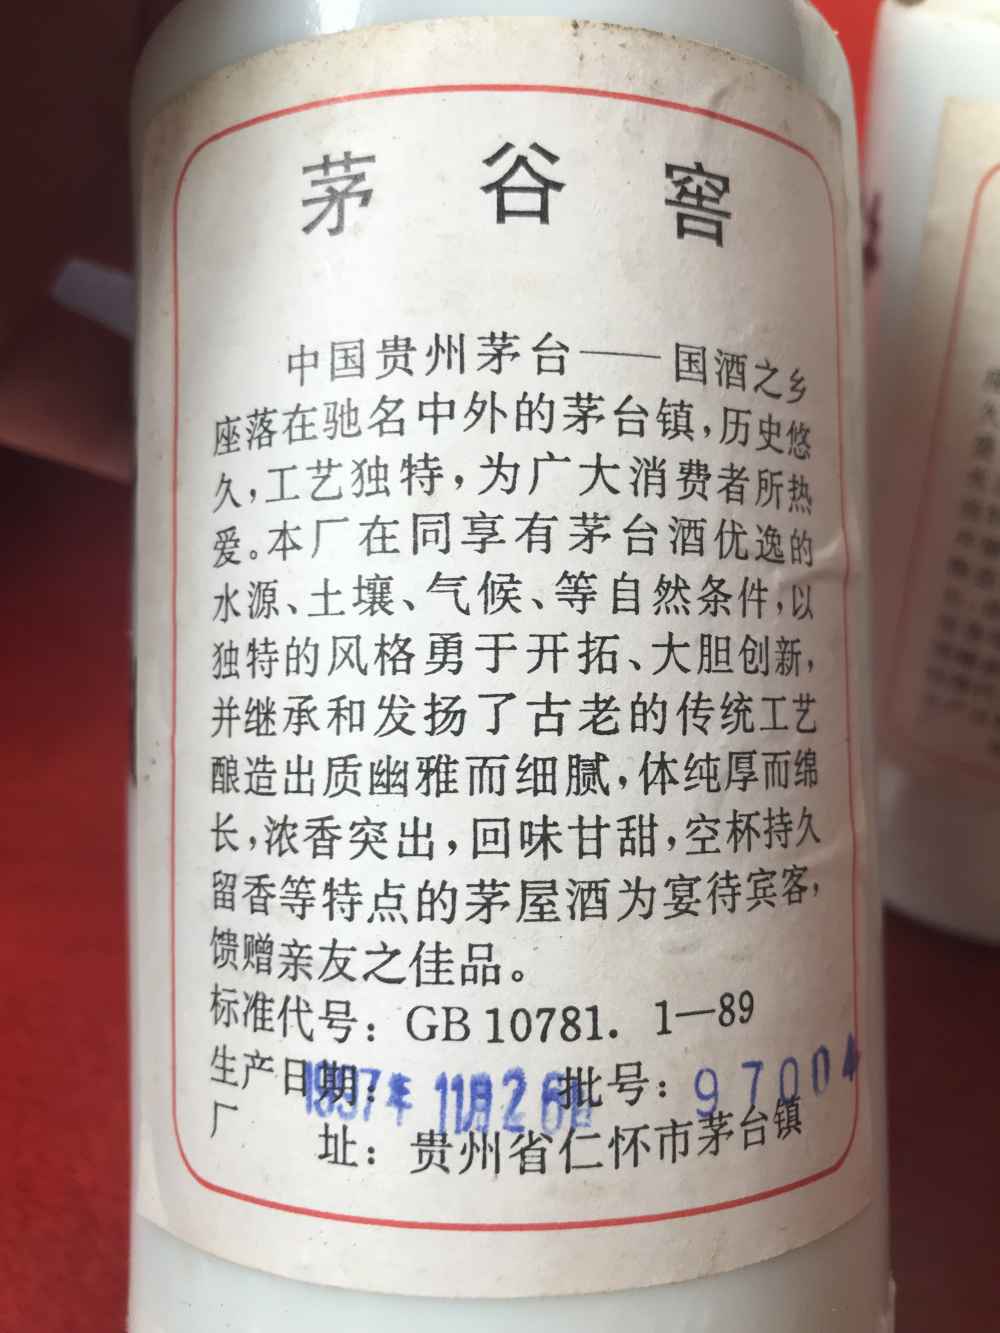 茅谷窖
中国贵州茅台——国酒之乡
座落在驰名中外的茅台镇，历史悠
久，工艺独特，为广大消费者所热
爱。本厂在同享有茅台酒优逸的
水源、土壤、气候、等自然条件，以
独特的风格勇于开拓、大胆创新，
并继承和发扬了古老的传统工艺
酿造出质幽雅而细腻，体纯厚而绵
长，浓香突出，回味甘甜，空杯持久
留香等特点的茅屋酒为宴待宾客，
馈赠亲友之佳品。
标准代号：GB 10781. 1—89
生产日期：1997年11月26日 批号：97004
厂 址：贵州省仁怀市茅台镇